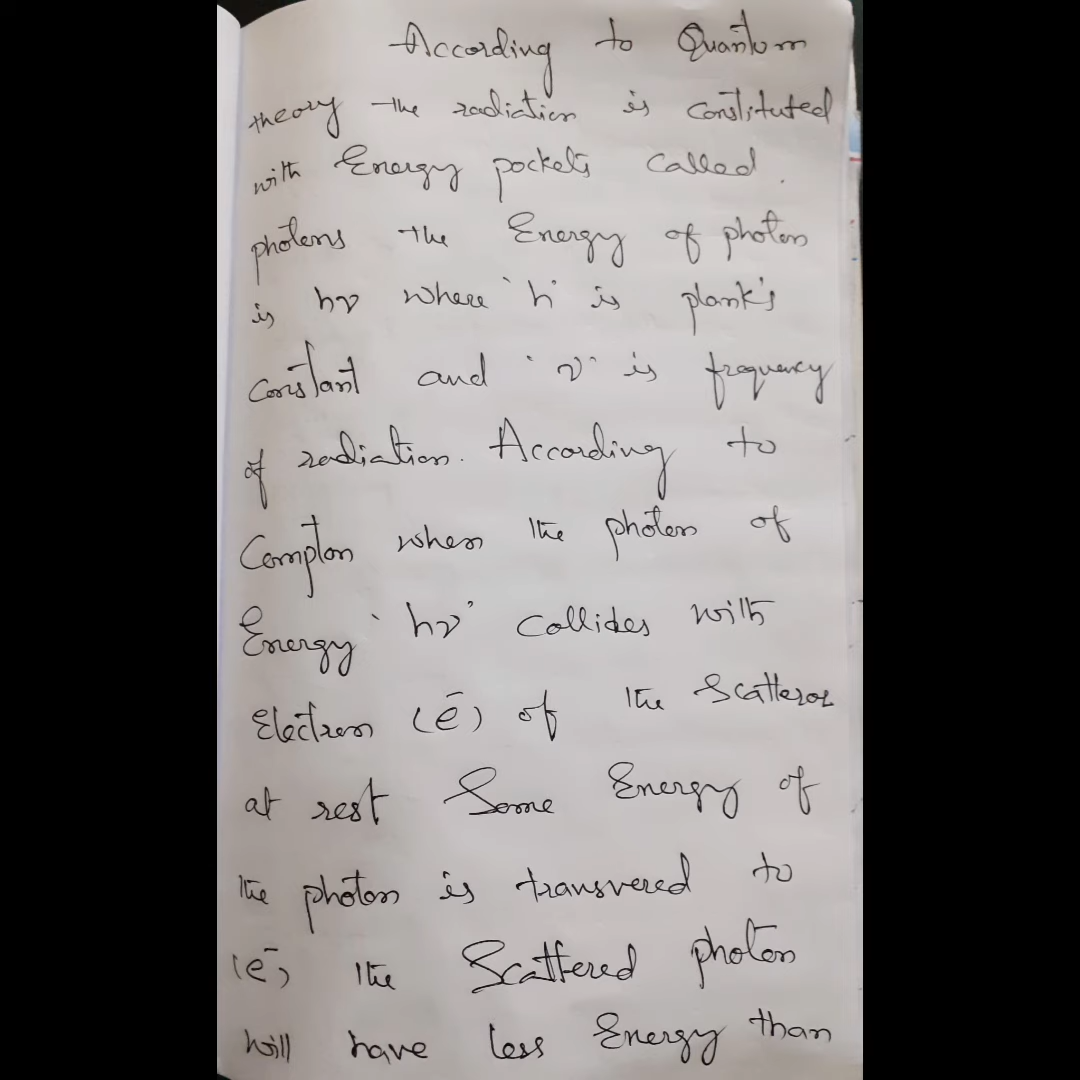 According to Quantum
theory the radiation is constituted
with Energy pockets called.
photons the Energy of photon
is hν where 'h' is plank's
constant and 'ν' is frequency
of radiation. According to
Compton when the photon of
Energy 'hν' collides with
Electron (e⁻) of the Scatteror
at rest Some Energy of
the photon is transvered to
(e⁻) the Scattered photon
will have less Energy than